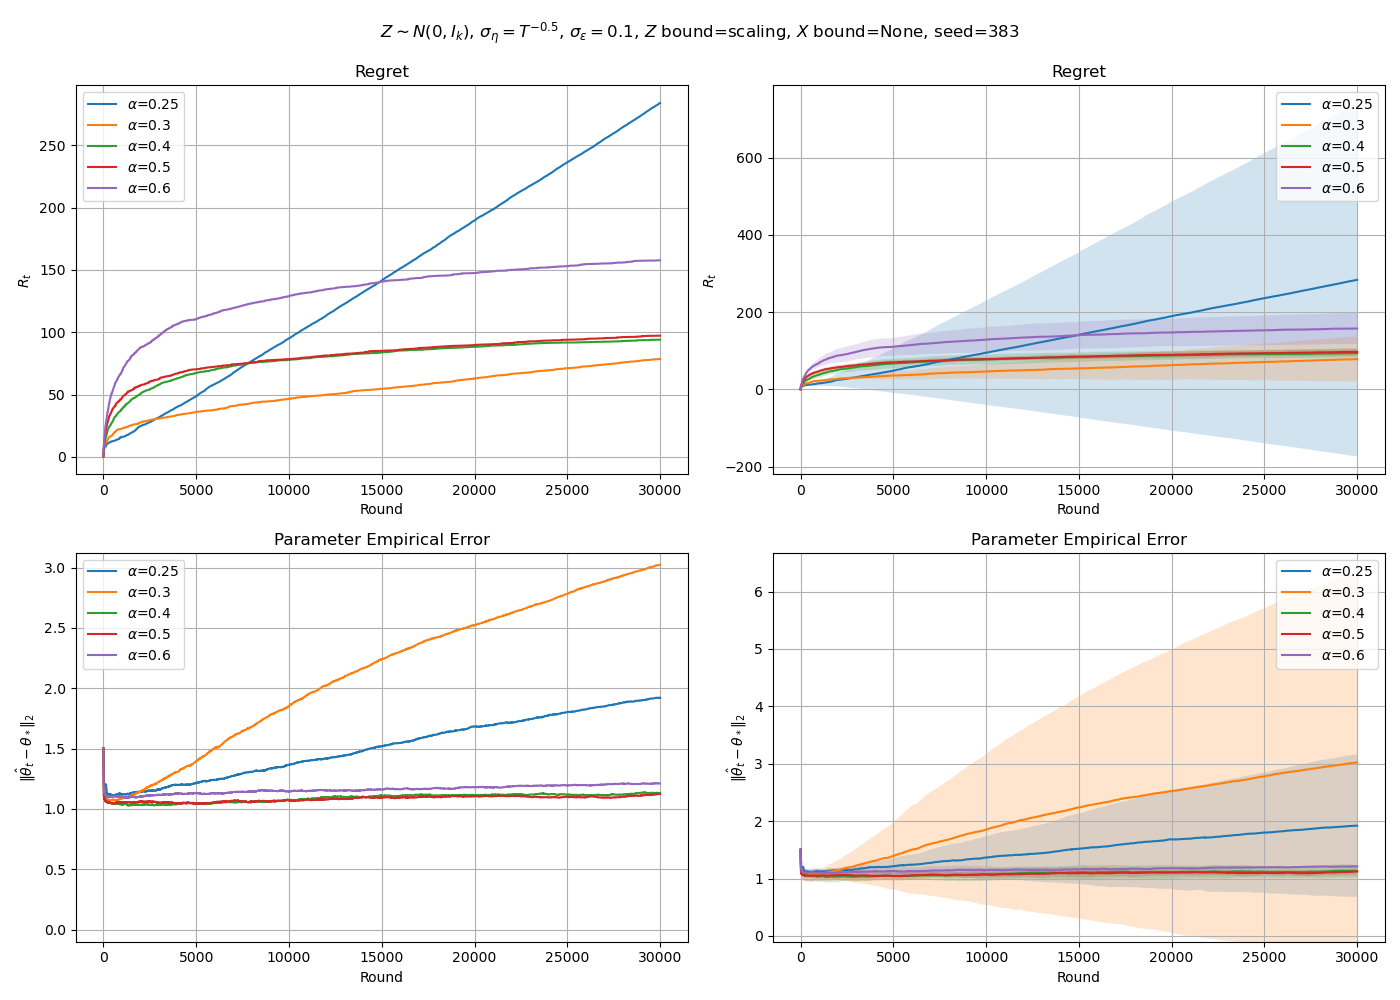 Z ∼ N(0, I_k), σ_η = T^{−0.5}, σ_ε = 0.1, Z bound=scaling, X bound=None, seed=383
Regret
α=0.25
α=0.3
α=0.4
α=0.5
α=0.6
250
200
150
100
50
0
R_t
0 5000 10000 15000 20000 25000 30000
Round
Regret
α=0.25
α=0.3
α=0.4
α=0.5
α=0.6
600
400
200
0
−200
R_t
0 5000 10000 15000 20000 25000 30000
Round
Parameter Empirical Error
α=0.25
α=0.3
α=0.4
α=0.5
α=0.6
3.0
2.5
2.0
1.5
1.0
0.5
0.0
‖θ̂_t − θ_*‖_2
0 5000 10000 15000 20000 25000 30000
Round
Parameter Empirical Error
α=0.25
α=0.3
α=0.4
α=0.5
α=0.6
6
5
4
3
2
1
0
‖θ̂_t − θ_*‖_2
0 5000 10000 15000 20000 25000 30000
Round